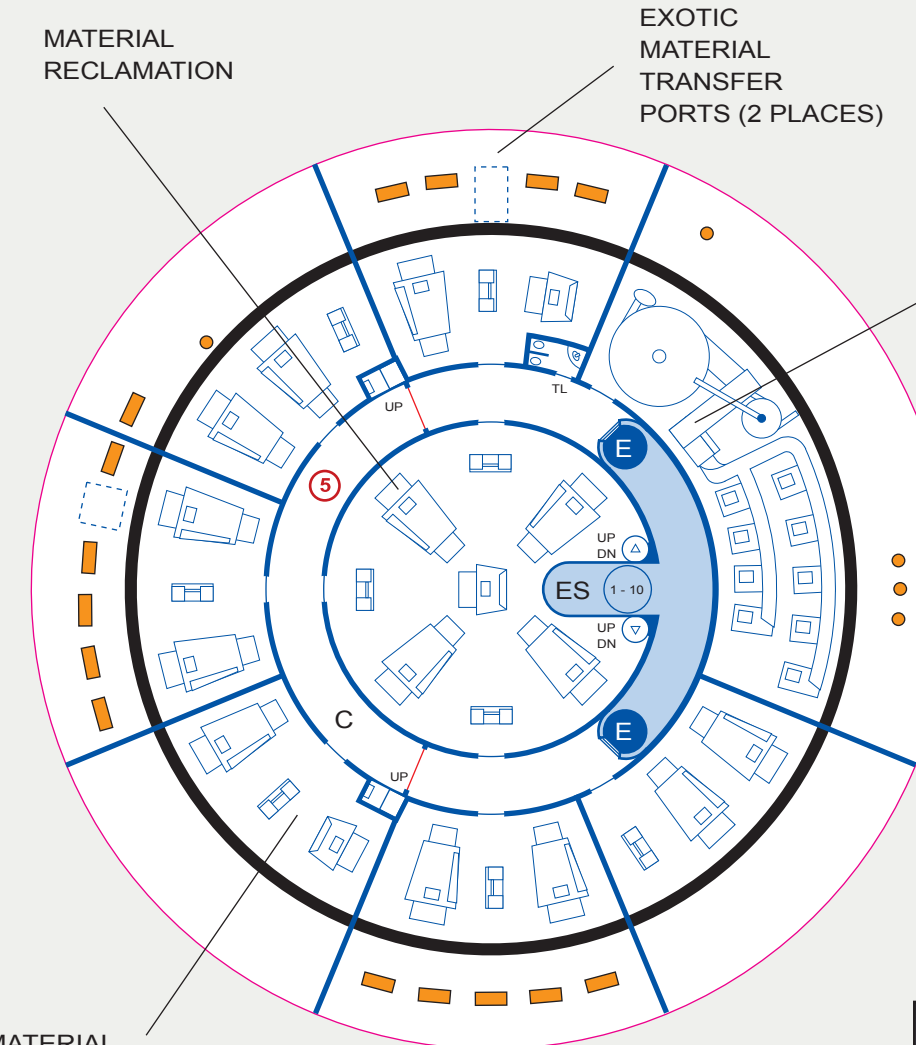 MATERIAL
RECLAMATION
EXOTIC
MATERIAL
TRANSFER
PORTS (2 PLACES)
UP
TL
E
5
UP
DN
ES
1 - 10
UP
DN
C
E
UP
MATERIAL